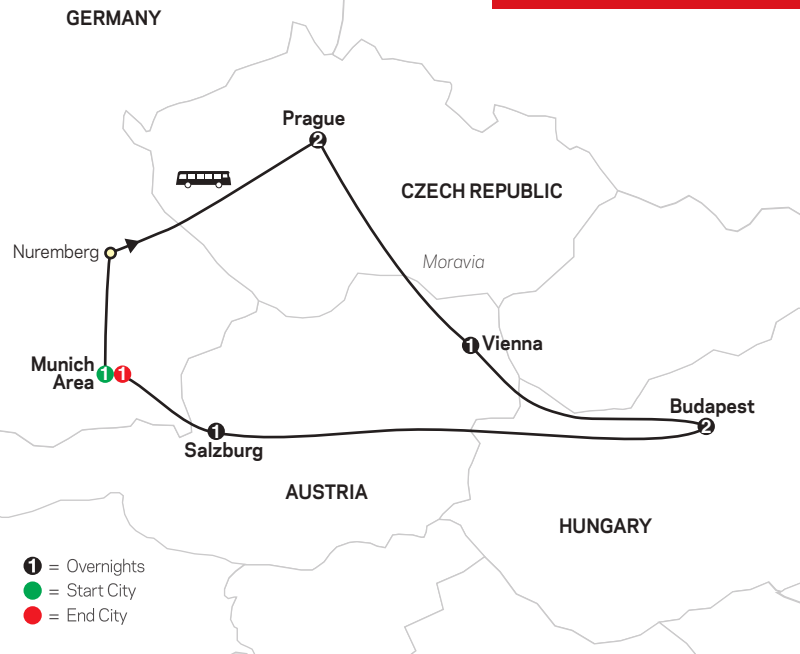 GERMANY
Prague
2
CZECH REPUBLIC
Nuremberg
Moravia
1 Vienna
Munich
Area
1 1
Budapest
2
1
Salzburg
AUSTRIA
HUNGARY
1 = Overnights
= Start City
= End City